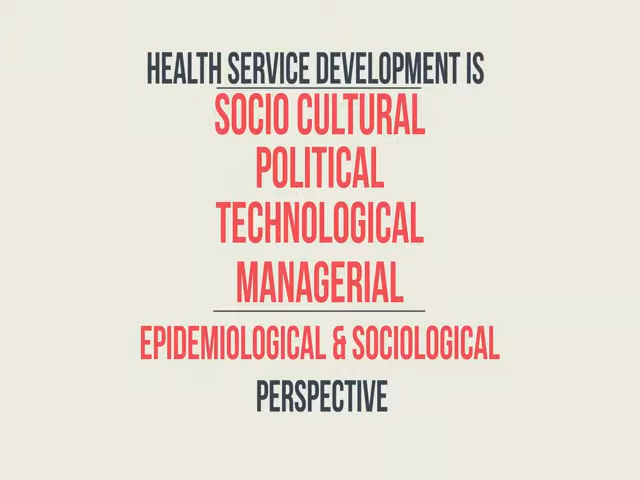 HEALTH SERVICE DEVELOPMENT IS
SOCIO CULTURAL
POLITICAL
TECHNOLOGICAL
MANAGERIAL
EPIDEMIOLOGICAL & SOCIOLOGICAL
PERSPECTIVE